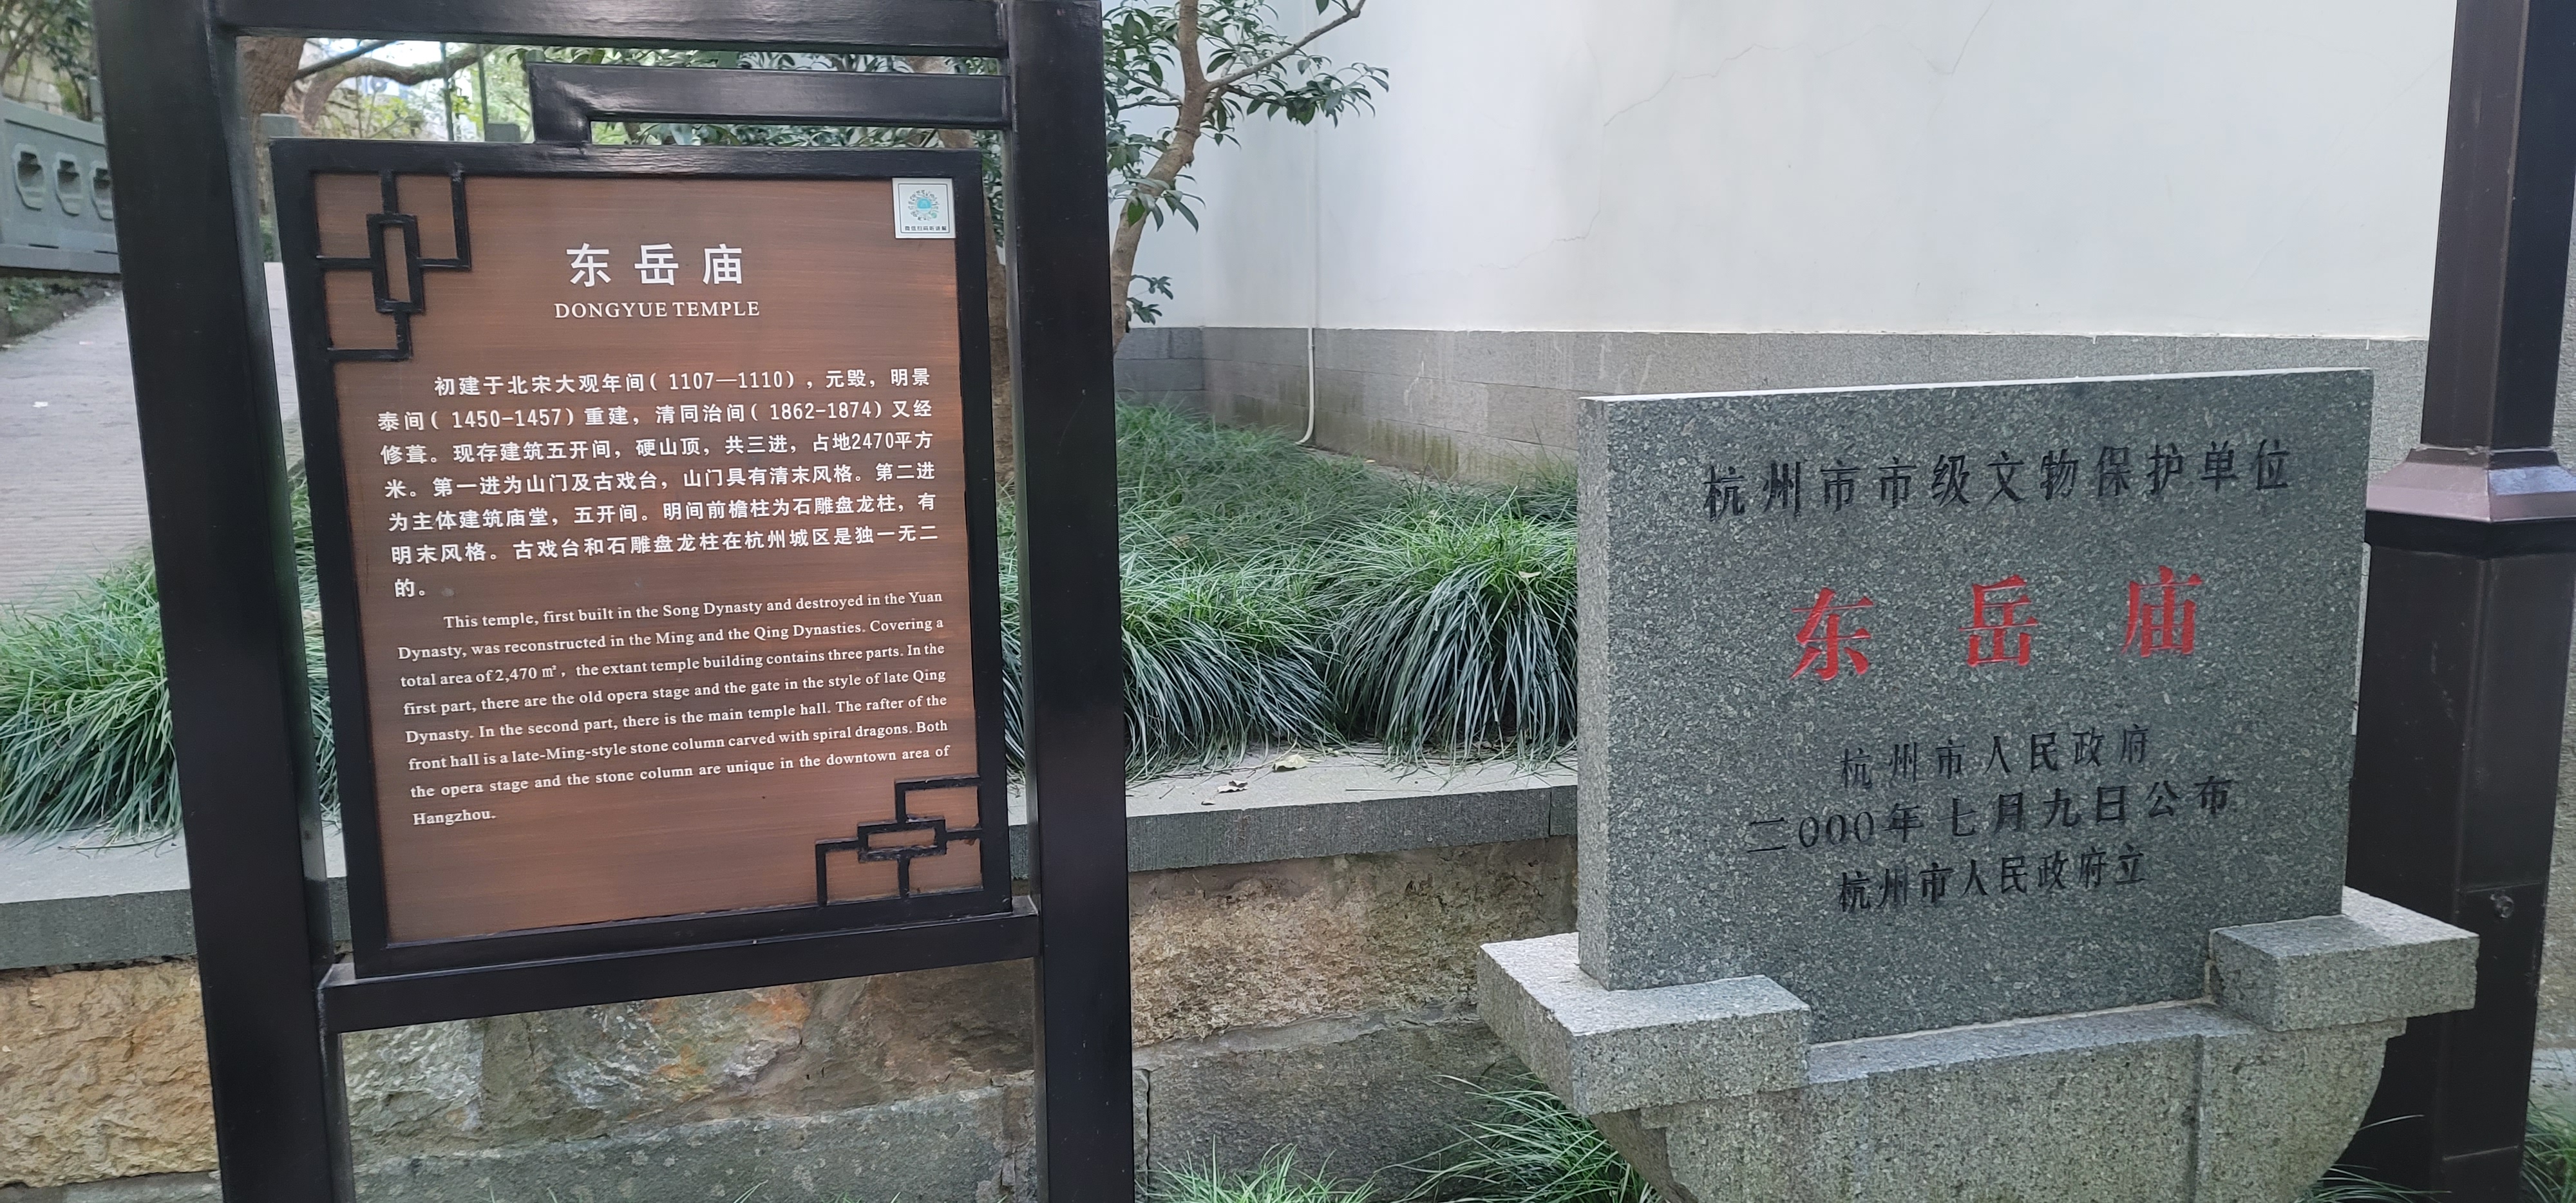 东岳庙
DONGYUE TEMPLE
初建于北宋大观年间(1107—1110)，元毁，明景
泰间(1450-1457)重建，清同治间(1862-1874)又经
修葺。现存建筑五开间，硬山顶，共三进，占地2470平方
米。第一进为山门及古戏台，山门具有清末风格。第二进
为主体建筑庙堂，五开间。明间前檐柱为石雕盘龙柱，有
明末风格。古戏台和石雕盘龙柱在杭州城区是独一无二
的。
This temple, first built in the Song Dynasty and destroyed in the Yuan
Dynasty, was reconstructed in the Ming and the Qing Dynasties. Covering a
total area of 2,470 ㎡, the extant temple building contains three parts. In the
first part, there are the old opera stage and the gate in the style of late Qing
Dynasty. In the second part, there is the main temple hall. The rafter of the
front hall is a late-Ming-style stone column carved with spiral dragons. Both
the opera stage and the stone column are unique in the downtown area of
Hangzhou.
杭州市市级文物保护单位
东岳庙
杭州市人民政府
二000年七月九日公布
杭州市人民政府立